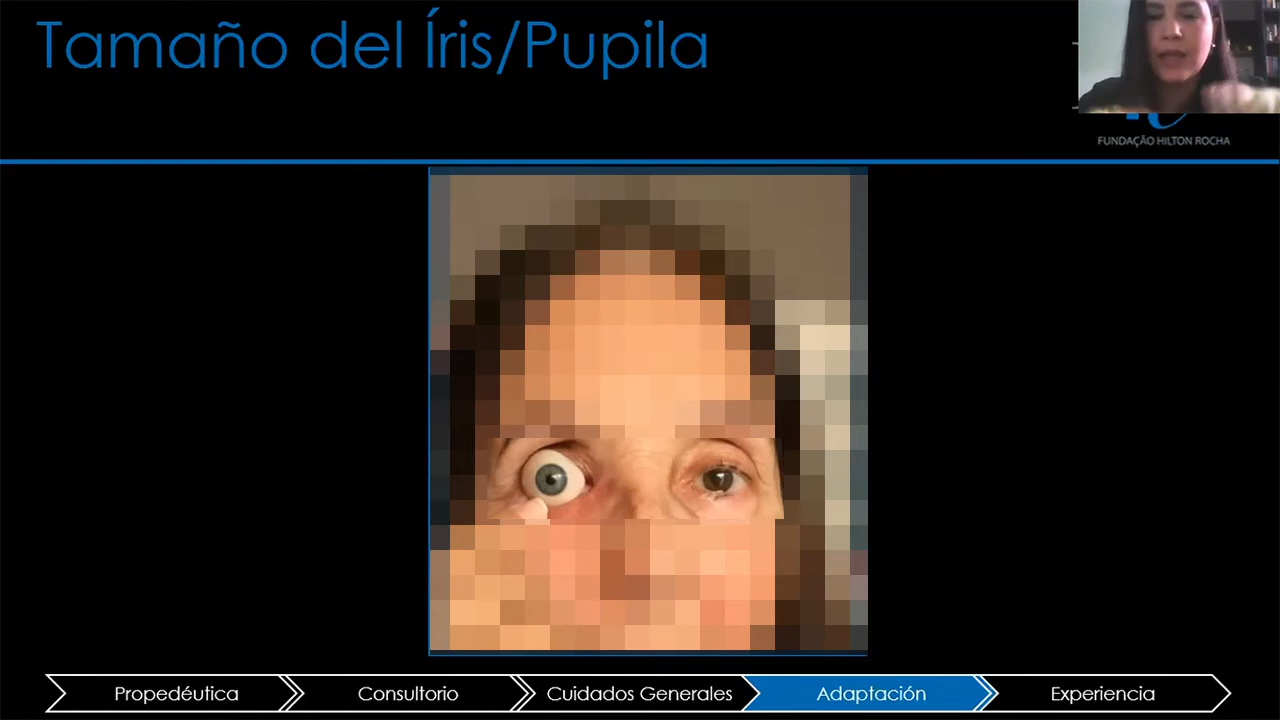 Tamaño del Íris/Pupila
FUNDAÇÃO HILTON ROCHA
Propedéutica
Consultorio
Cuidados Generales
Adaptación
Experiencia